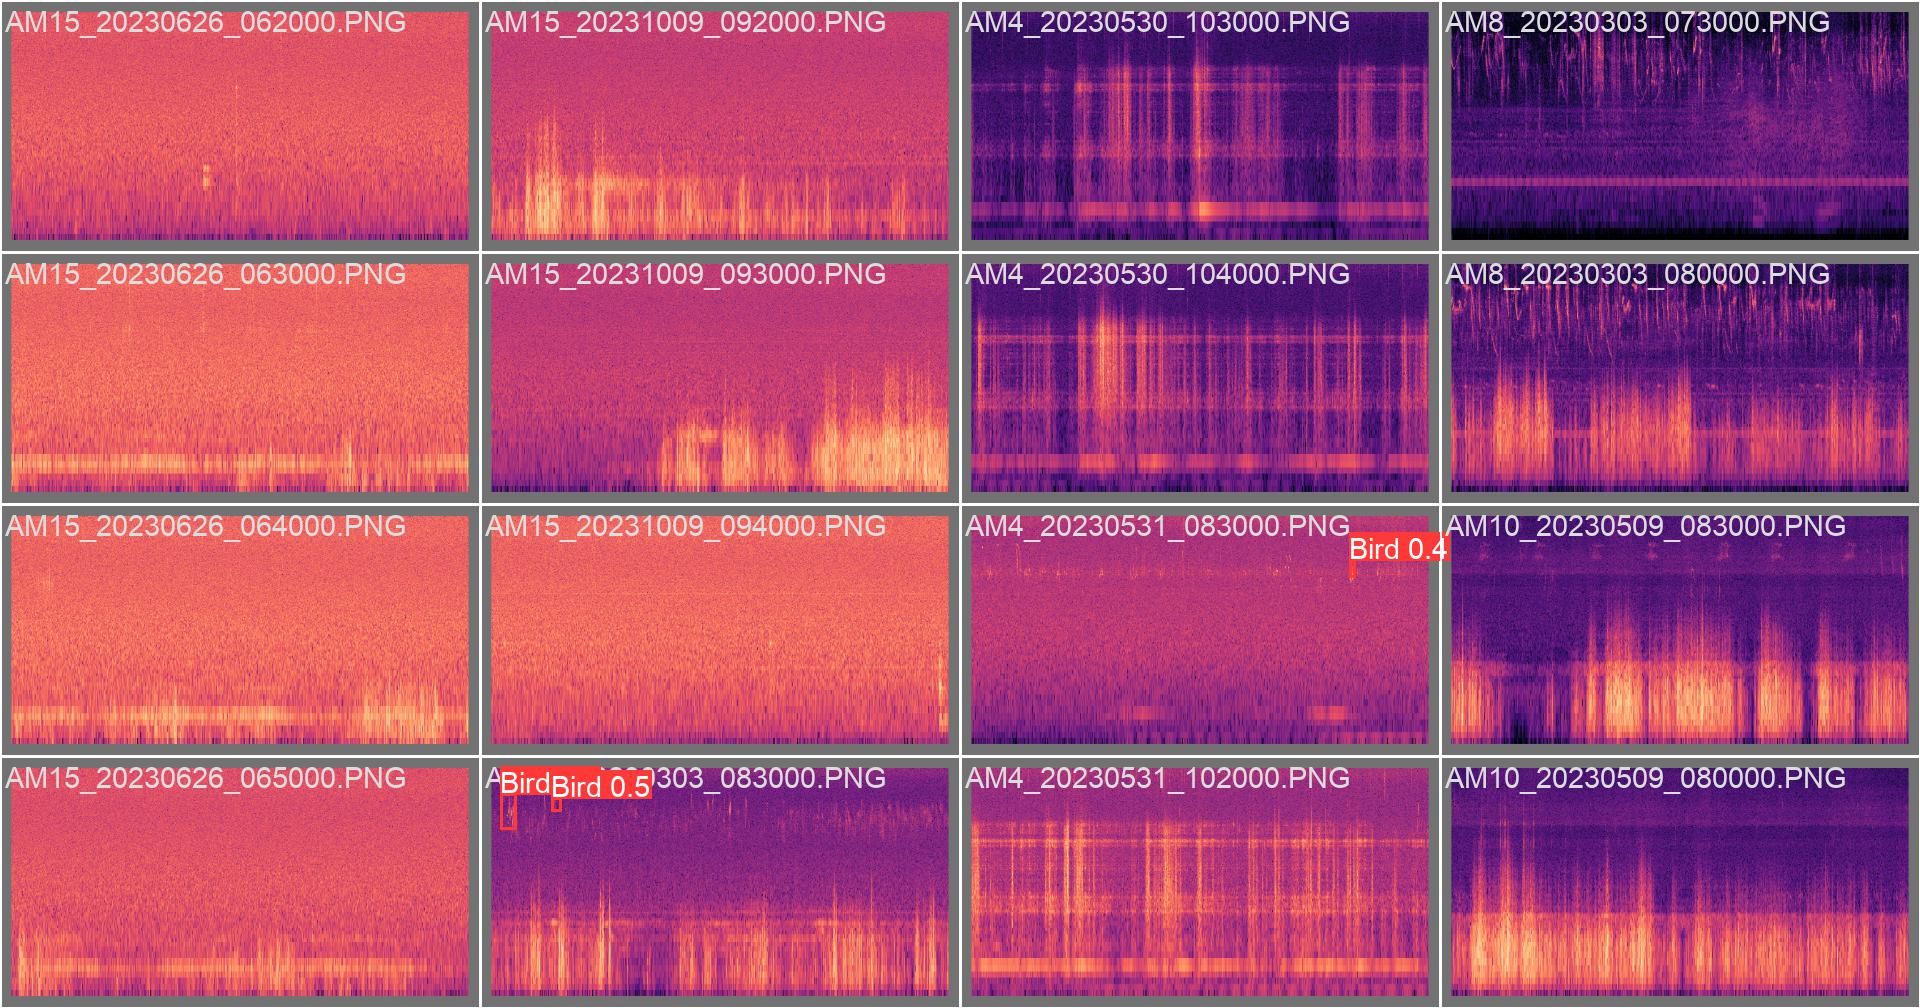 AM15_20230626_062000.PNG
AM15_20231009_092000.PNG
AM4_20230530_103000.PNG
AM8_20230303_073000.PNG
AM15_20230626_063000.PNG
AM15_20231009_093000.PNG
AM4_20230530_104000.PNG
AM8_20230303_080000.PNG
AM15_20230626_064000.PNG
AM15_20231009_094000.PNG
AM4_20230531_083000.PNG
Bird 0.4
AM10_20230509_083000.PNG
AM15_20230626_065000.PNG
Bird
Bird 0.5
303_083000.PNG
AM4_20230531_102000.PNG
AM10_20230509_080000.PNG